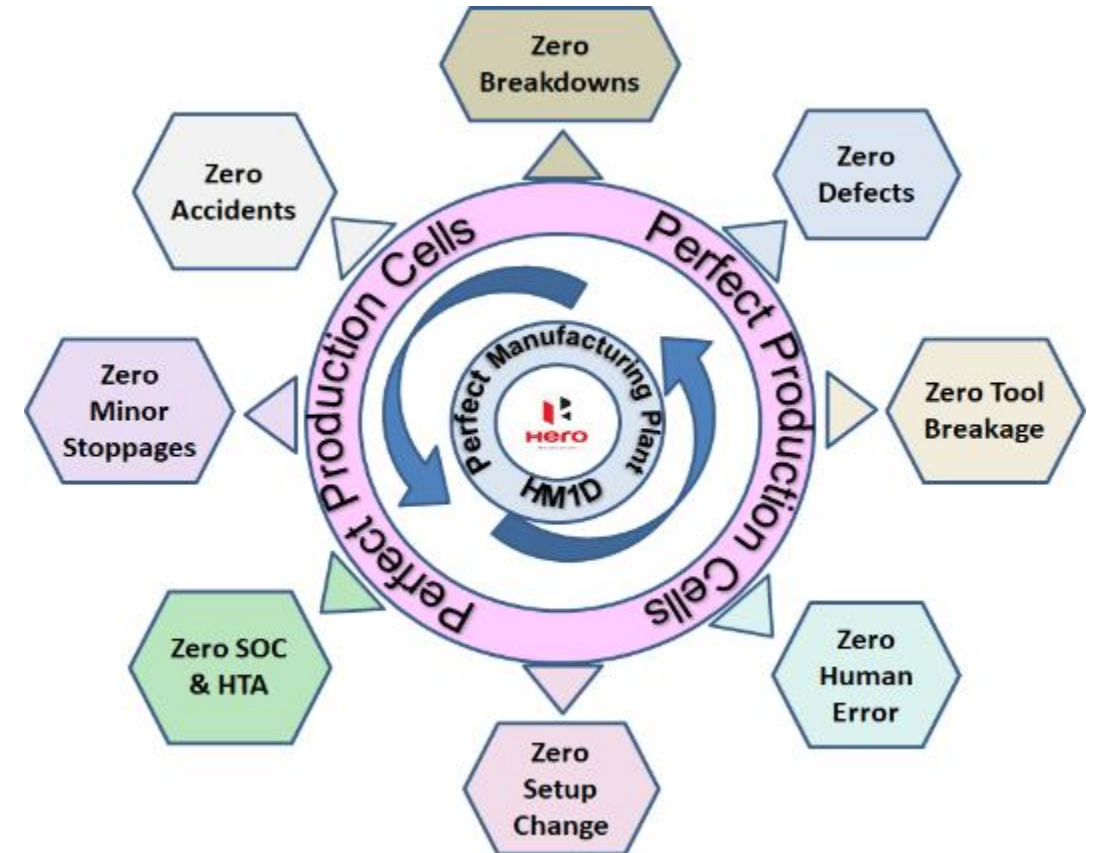 Zero
Breakdowns
Zero
Defects
Zero Tool
Breakage
Zero
Human
Error
Zero
Setup
Change
Zero SOC
& HTA
Zero
Minor
Stoppages
Zero
Accidents
Perfect Production Cells
Perfect Production Cells
Perfect Manufacturing Plant
HM1D
Hero